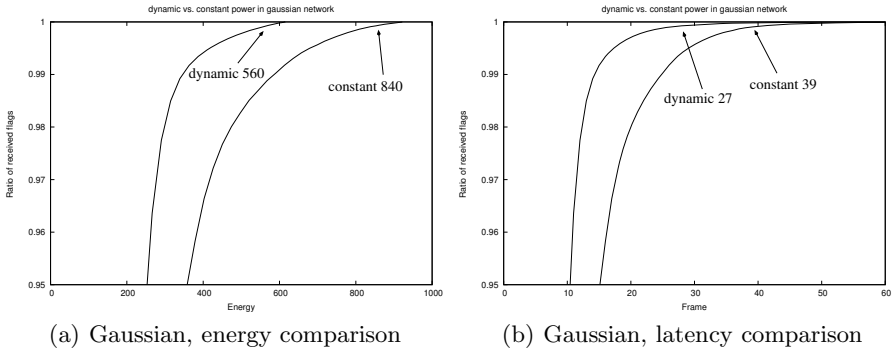 dynamic vs. constant power in gaussian network
Ratio of received flags
1
0.99
0.98
0.97
0.96
0.95
dynamic 560
constant 840
0
200
400
600
800
1000
Energy
(a) Gaussian, energy comparison
dynamic vs. constant power in gaussian network
Ratio of received flags
1
0.99
0.98
0.97
0.96
0.95
dynamic 27
constant 39
0
10
20
30
40
50
60
Frame
(b) Gaussian, latency comparison